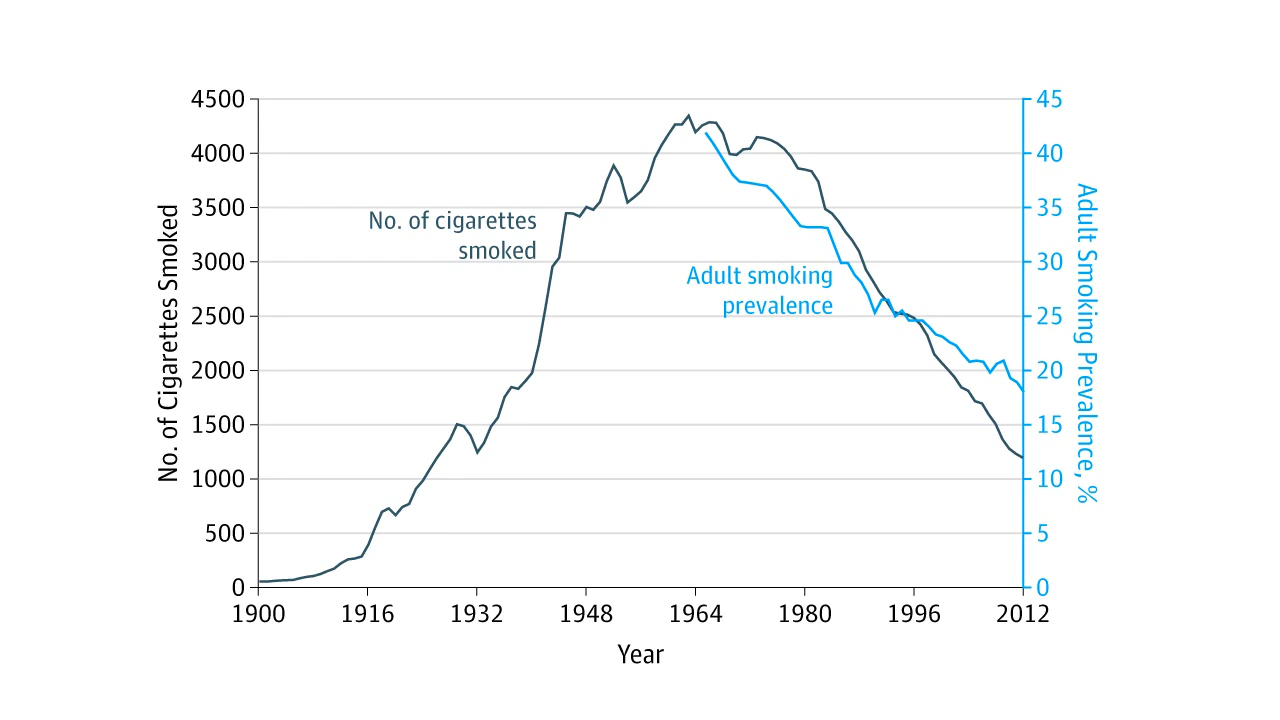 4500
4000
3500
3000
2500
2000
1500
1000
500
0
No. of Cigarettes Smoked
No. of cigarettes
smoked
Adult smoking
prevalence
45
40
35
30
25
20
15
10
5
0
Adult Smoking Prevalence, %
1900 1916 1932 1948 1964 1980 1996 2012
Year